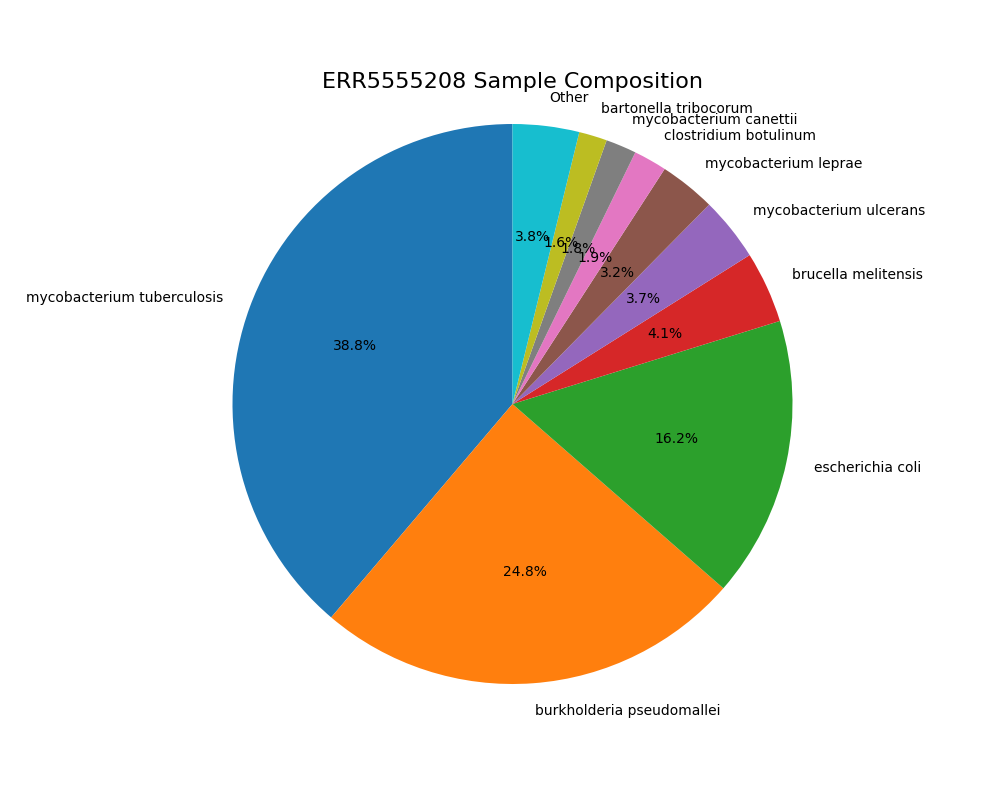 ERR5555208 Sample Composition
Other
bartonella tribocorum
mycobacterium canettii
clostridium botulinum
mycobacterium leprae
mycobacterium ulcerans
brucella melitensis
mycobacterium tuberculosis
escherichia coli
burkholderia pseudomallei
3.8%
1.6%
1.8%
1.9%
3.2%
3.7%
4.1%
38.8%
16.2%
24.8%